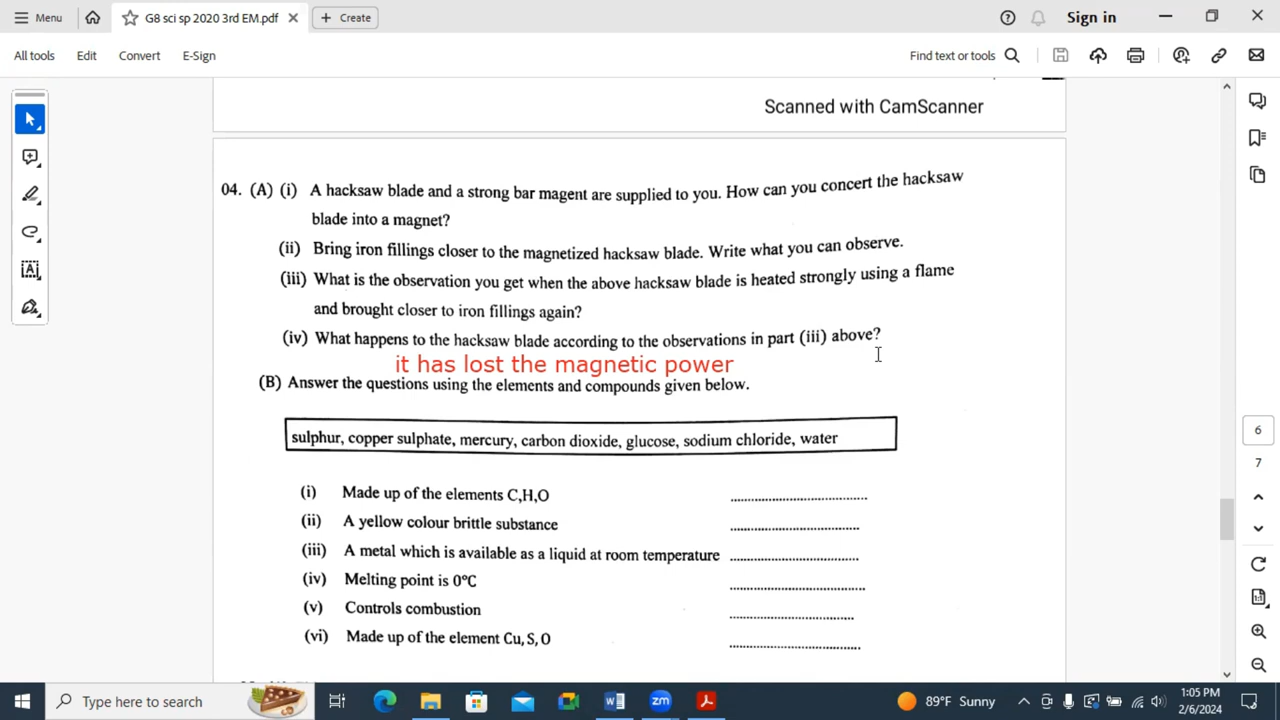 Menu
G8 sci sp 2020 3rd EM.pdf
Create
Sign in
All tools
Edit
Convert
E-Sign
Find text or tools
Scanned with CamScanner
04. (A) (i) A hacksaw blade and a strong bar magent are supplied to you. How can you concert the hacksaw
blade into a magnet?
(ii) Bring iron fillings closer to the magnetized hacksaw blade. Write what you can observe.
(iii) What is the observation you get when the above hacksaw blade is heated strongly using a flame
and brought closer to iron fillings again?
(iv) What happens to the hacksaw blade according to the observations in part (iii) above?
it has lost the magnetic power
(B) Answer the questions using the elements and compounds given below.
sulphur, copper sulphate, mercury, carbon dioxide, glucose, sodium chloride, water
(i) Made up of the elements C,H,O ....................................
(ii) A yellow colour brittle substance ....................................
(iii) A metal which is available as a liquid at room temperature ....................................
(iv) Melting point is 0°C ....................................
(v) Controls combustion ....................................
(vi) Made up of the element Cu, S, O ....................................
6
7
Type here to search
89°F Sunny
1:05 PM
2/6/2024